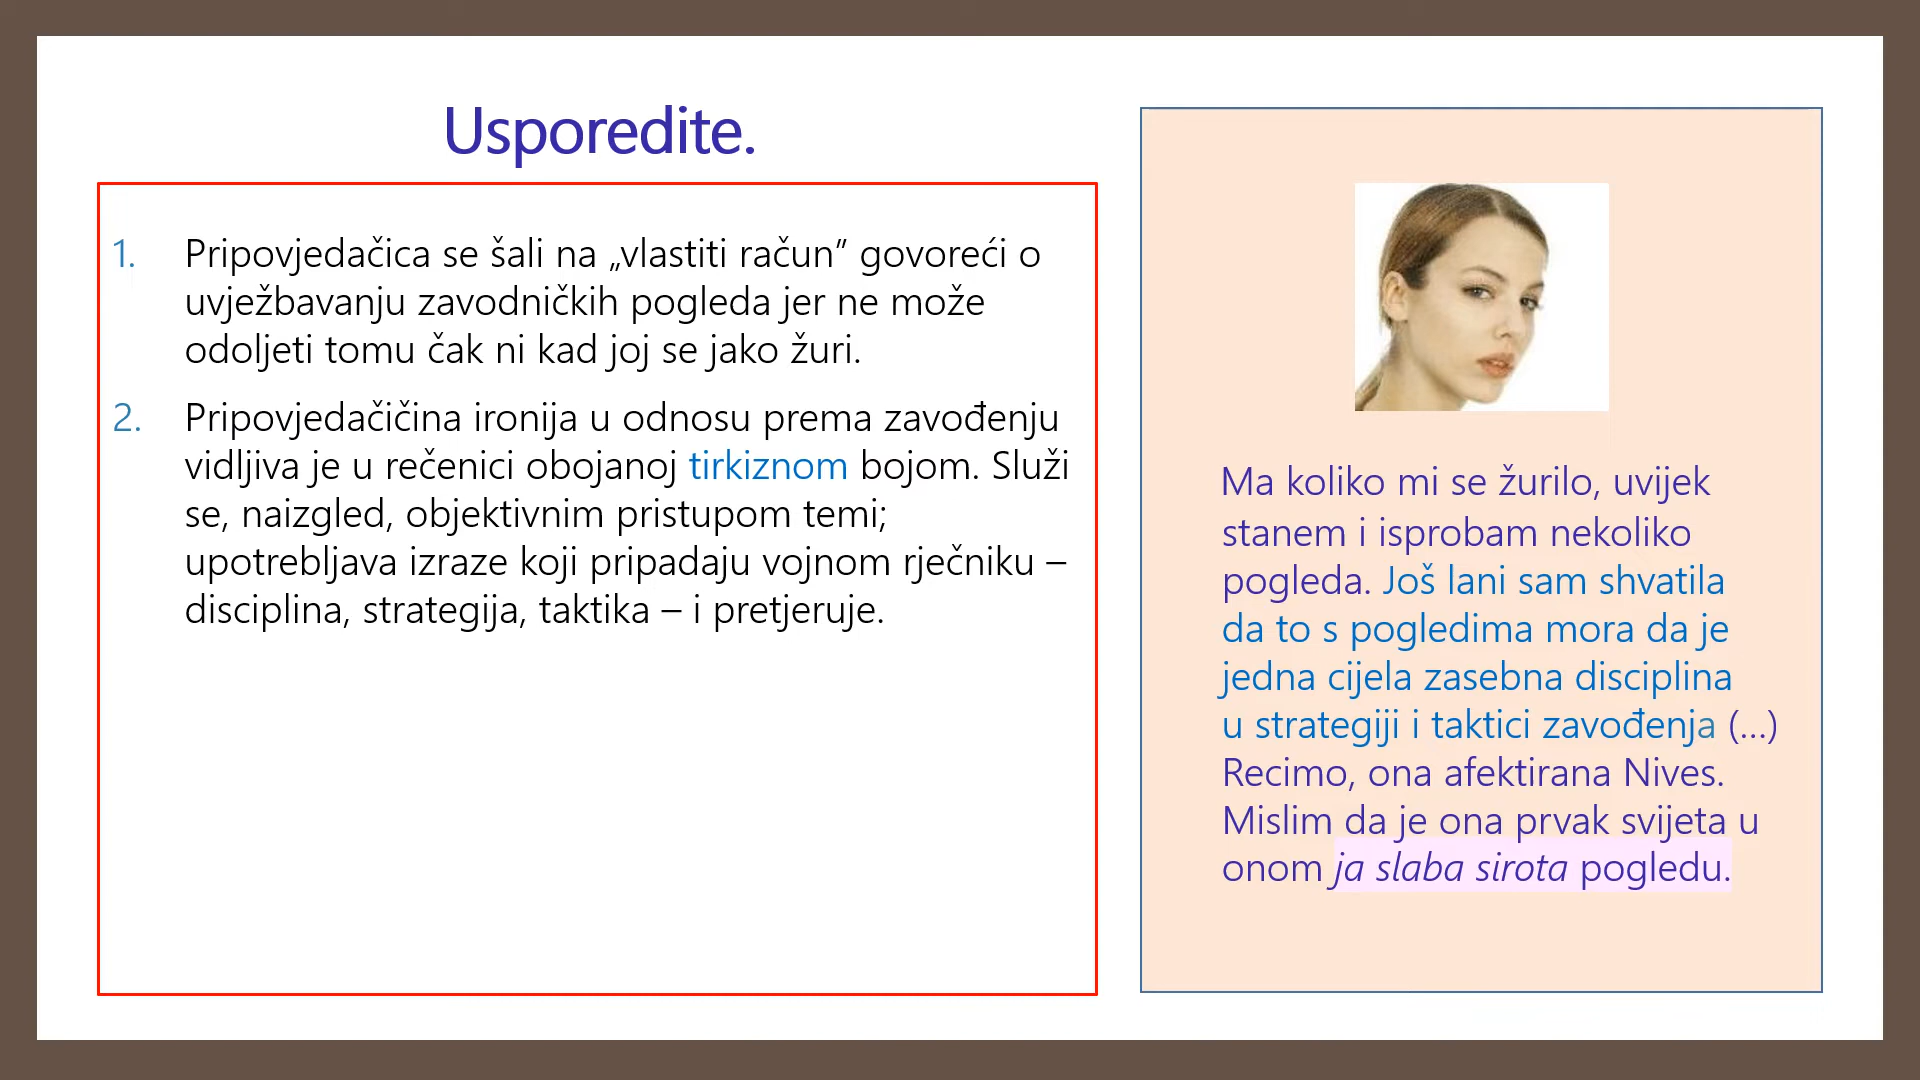 Usporedite.
1. Pripovjedačica se šali na „vlastiti račun” govoreći o
uvježbavanju zavodničkih pogleda jer ne može
odoljeti tomu čak ni kad joj se jako žuri.
2. Pripovjedačičina ironija u odnosu prema zavođenju
vidljiva je u rečenici obojanoj tirkiznom bojom. Služi
se, naizgled, objektivnim pristupom temi;
upotrebljava izraze koji pripadaju vojnom rječniku –
disciplina, strategija, taktika – i pretjeruje.
Ma koliko mi se žurilo, uvijek
stanem i isprobam nekoliko
pogleda. Još lani sam shvatila
da to s pogledima mora da je
jedna cijela zasebna disciplina
u strategiji i taktici zavođenja (...)
Recimo, ona afektirana Nives.
Mislim da je ona prvak svijeta u
onom ja slaba sirota pogledu.